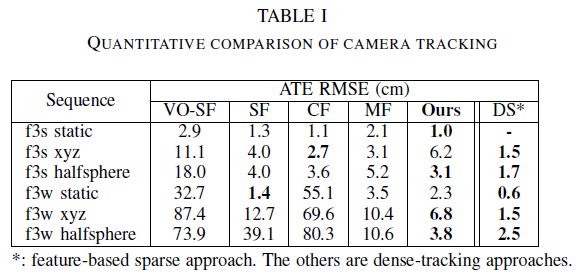 TABLE I
QUANTITATIVE COMPARISON OF CAMERA TRACKING
Sequence ATE RMSE (cm)
VO-SF SF CF MF Ours DS*
f3s static 2.9 1.3 1.1 2.1 1.0 -
f3s xyz 11.1 4.0 2.7 3.1 6.2 1.5
f3s halfsphere 18.0 4.0 3.6 5.2 3.1 1.7
f3w static 32.7 1.4 55.1 3.5 2.3 0.6
f3w xyz 87.4 12.7 69.6 10.4 6.8 1.5
f3w halfsphere 73.9 39.1 80.3 10.6 3.8 2.5
*: feature-based sparse approach. The others are dense-tracking approaches.